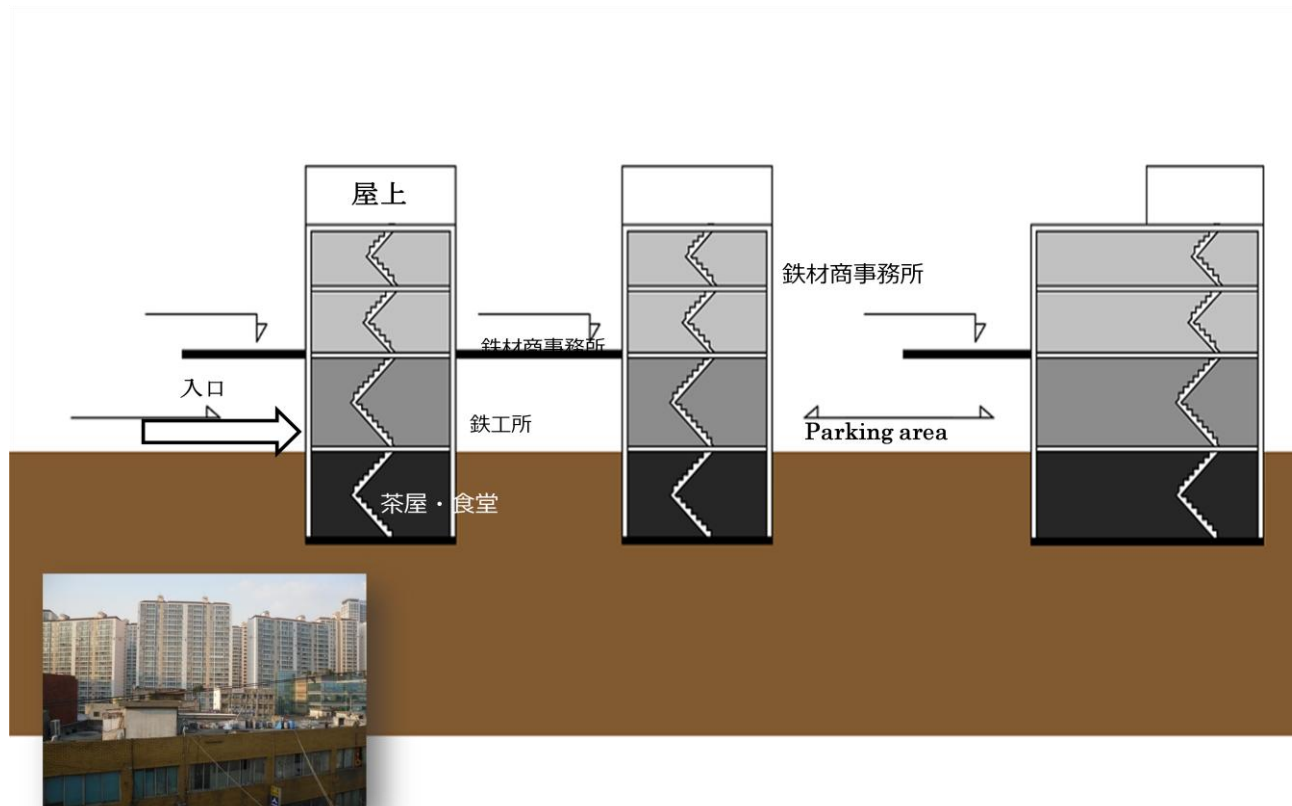 屋上
鉄材商事務所
鉄材商事務所
入口
鉄工所
Parking area
茶屋・食堂